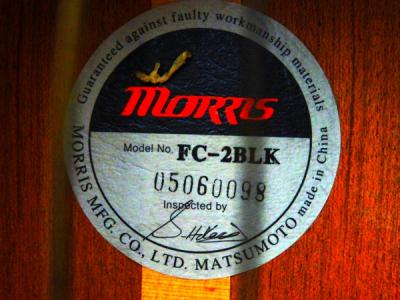 Guaranteed against faulty workmanship materials
MORRIS
Model No. FC-2BLK
05060098
Inspected by
MORRIS MFG. CO., LTD. MATSUMOTO made in China